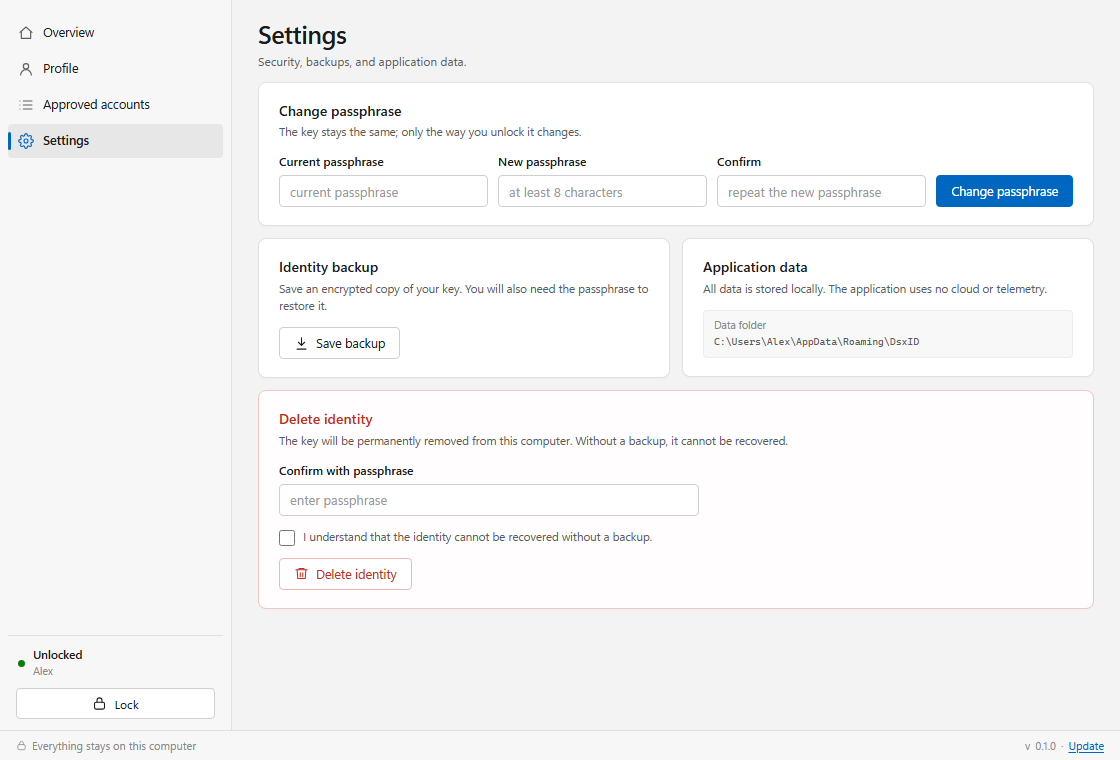 Overview
Profile
Approved accounts
Settings
Unlocked
Alex
Lock
Settings
Security, backups, and application data.
Change passphrase
The key stays the same; only the way you unlock it changes.
Current passphrase
New passphrase
Confirm
current passphrase
at least 8 characters
repeat the new passphrase
Change passphrase
Identity backup
Save an encrypted copy of your key. You will also need the passphrase to
restore it.
Save backup
Application data
All data is stored locally. The application uses no cloud or telemetry.
Data folder
C:\Users\Alex\AppData\Roaming\DsxID
Delete identity
The key will be permanently removed from this computer. Without a backup, it cannot be recovered.
Confirm with passphrase
enter passphrase
I understand that the identity cannot be recovered without a backup.
Delete identity
Everything stays on this computer
v 0.1.0 · Update